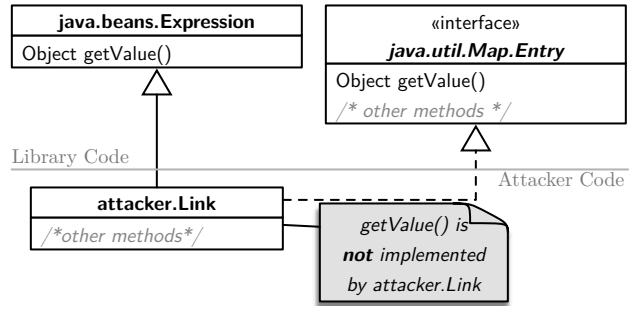 java.beans.Expression
Object getValue()
«interface»
java.util.Map.Entry
Object getValue()
/* other methods */
Library Code
Attacker Code
attacker.Link
/*other methods*/
getValue() is
not implemented
by attacker.Link